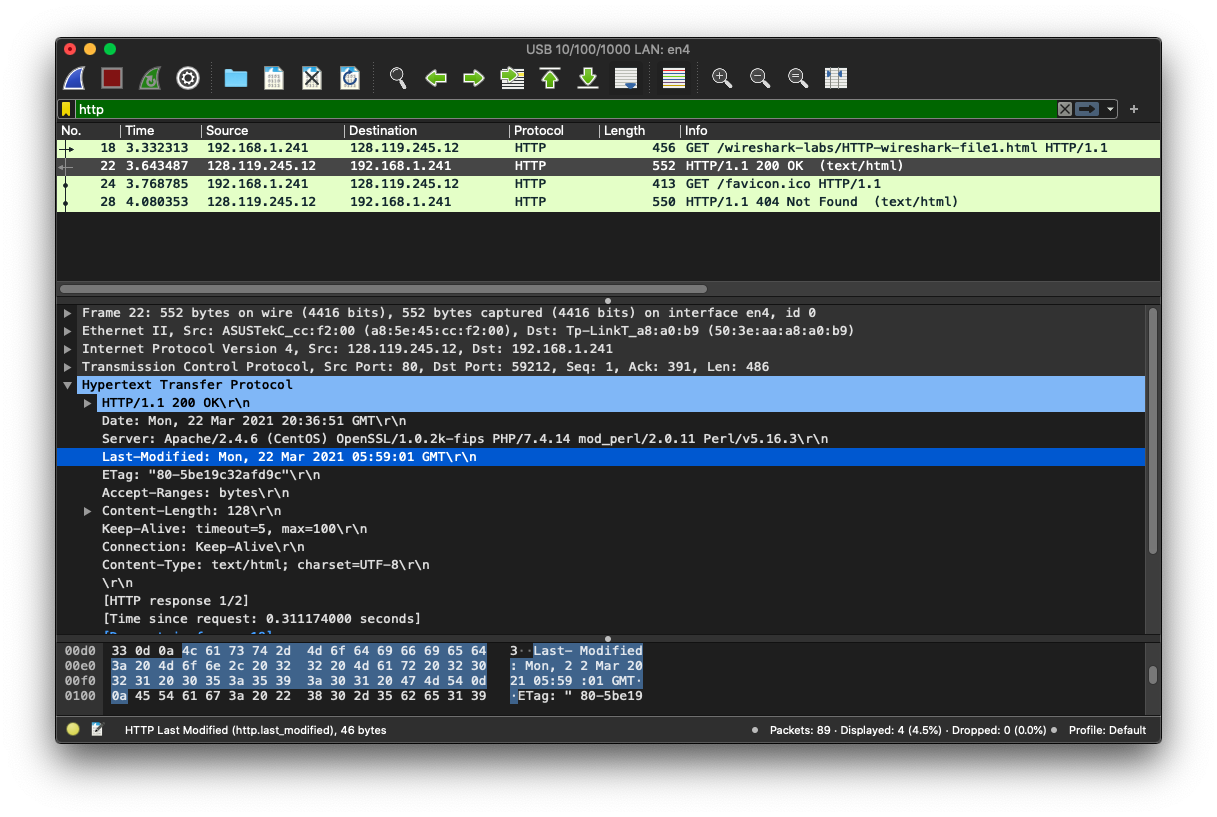 USB 10/100/1000 LAN: en4
http
No. Time Source Destination Protocol Length Info
18 3.332313 192.168.1.241 128.119.245.12 HTTP 456 GET /wireshark-labs/HTTP-wireshark-file1.html HTTP/1.1
22 3.643487 128.119.245.12 192.168.1.241 HTTP 552 HTTP/1.1 200 OK  (text/html)
24 3.768785 192.168.1.241 128.119.245.12 HTTP 413 GET /favicon.ico HTTP/1.1
28 4.080353 128.119.245.12 192.168.1.241 HTTP 550 HTTP/1.1 404 Not Found  (text/html)
Frame 22: 552 bytes on wire (4416 bits), 552 bytes captured (4416 bits) on interface en4, id 0
Ethernet II, Src: ASUSTekC_cc:f2:00 (a8:5e:45:cc:f2:00), Dst: Tp-LinkT_a8:a0:b9 (50:3e:aa:a8:a0:b9)
Internet Protocol Version 4, Src: 128.119.245.12, Dst: 192.168.1.241
Transmission Control Protocol, Src Port: 80, Dst Port: 59212, Seq: 1, Ack: 391, Len: 486
Hypertext Transfer Protocol
HTTP/1.1 200 OK\r\n
Date: Mon, 22 Mar 2021 20:36:51 GMT\r\n
Server: Apache/2.4.6 (CentOS) OpenSSL/1.0.2k-fips PHP/7.4.14 mod_perl/2.0.11 Perl/v5.16.3\r\n
Last-Modified: Mon, 22 Mar 2021 05:59:01 GMT\r\n
ETag: "80-5be19c32afd9c"\r\n
Accept-Ranges: bytes\r\n
Content-Length: 128\r\n
Keep-Alive: timeout=5, max=100\r\n
Connection: Keep-Alive\r\n
Content-Type: text/html; charset=UTF-8\r\n
\r\n
[HTTP response 1/2]
[Time since request: 0.311174000 seconds]
00d0 33 0d 0a 4c 61 73 74 2d 4d 6f 64 69 66 69 65 64 3··Last- Modified
00e0 3a 20 4d 6f 6e 2c 20 32 32 20 4d 61 72 20 32 30 : Mon, 2 2 Mar 20
00f0 32 31 20 30 35 3a 35 39 3a 30 31 20 47 4d 54 0d 21 05:59 :01 GMT·
0100 0a 45 54 61 67 3a 20 22 38 30 2d 35 62 65 31 39 ·ETag: " 80-5be19
HTTP Last Modified (http.last_modified), 46 bytes
Packets: 89 · Displayed: 4 (4.5%) · Dropped: 0 (0.0%)
Profile: Default